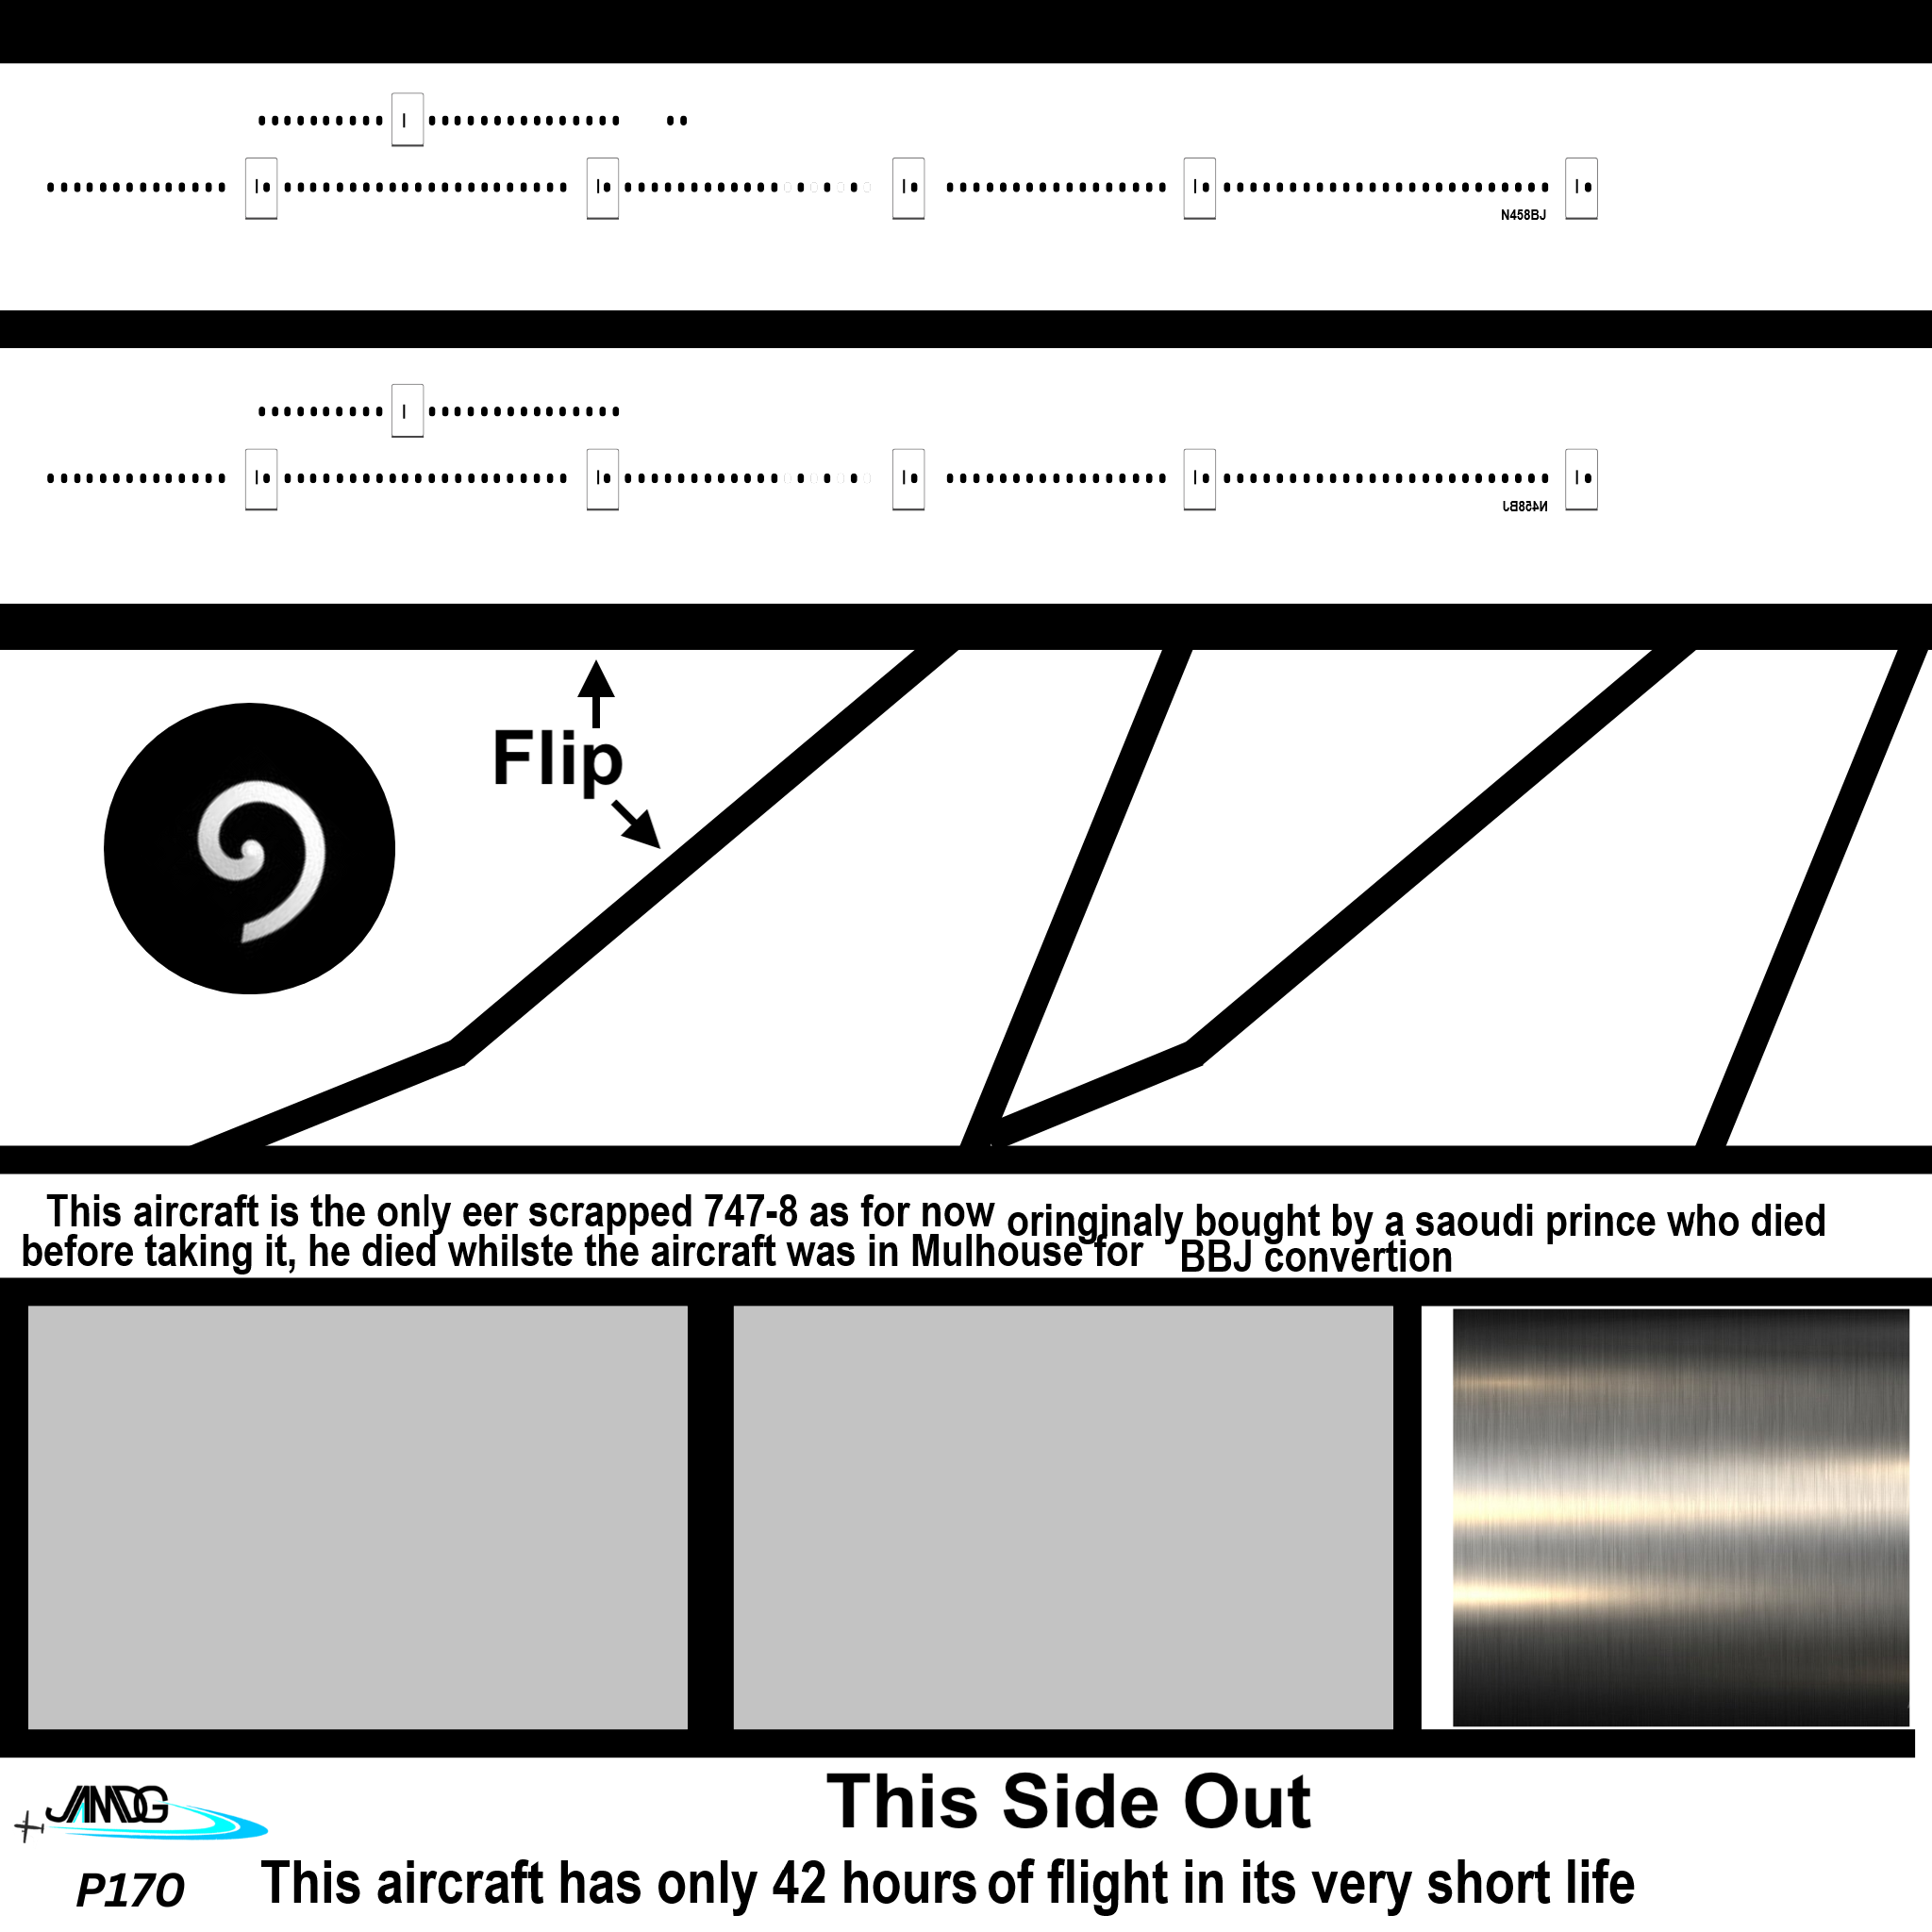 N458BJ
N458BJ
Flip
This aircraft is the only eer scrapped 747-8 as for now oringinaly bought by a saoudi prince who died
before taking it, he died whilste the aircraft was in Mulhouse for BBJ convertion
This Side Out
JAMDG
P170
This aircraft has only 42 hours of flight in its very short life